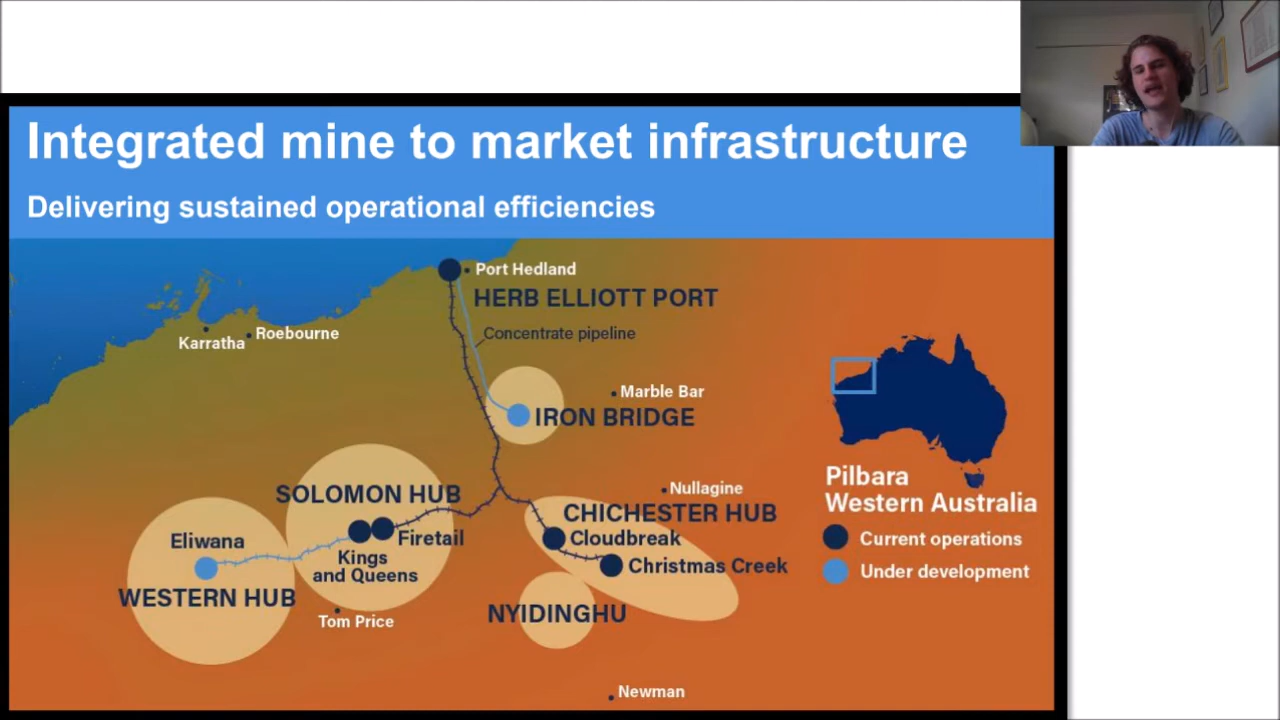 Integrated mine to market infrastructure
Delivering sustained operational efficiencies
Port Hedland
HERB ELLIOTT PORT
Concentrate pipeline
Roebourne
Karratha
Marble Bar
IRON BRIDGE
Pilbara
Western Australia
Current operations
Under development
SOLOMON HUB
Nullagine
CHICHESTER HUB
Eliwana
Firetail
Cloudbreak
Kings
and Queens
Christmas Creek
WESTERN HUB
Tom Price
NYIDINGHU
Newman